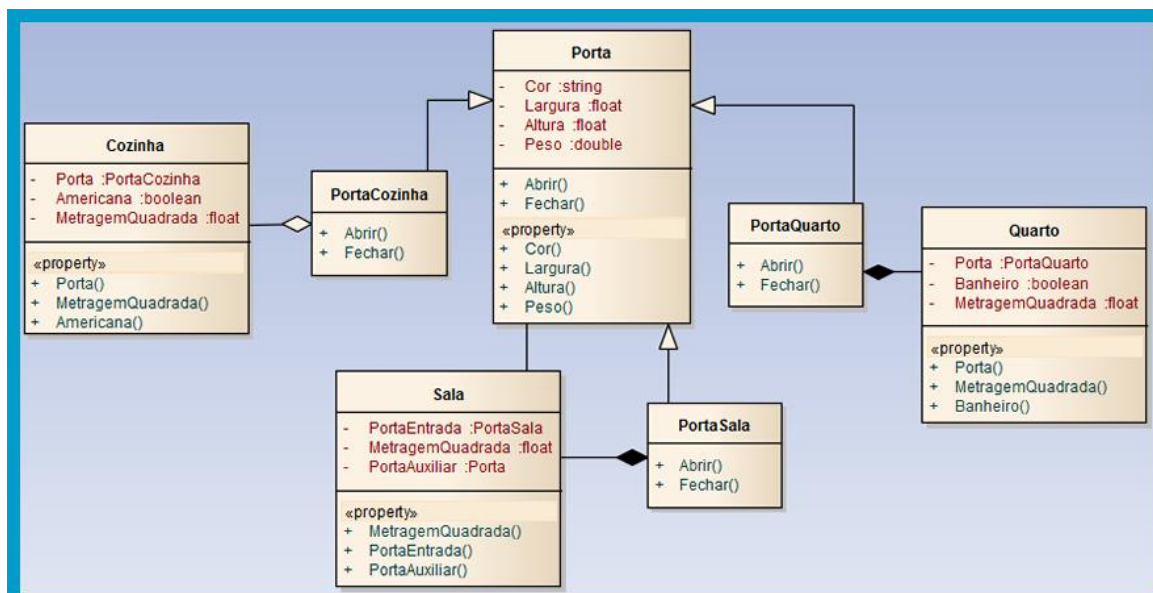 Porta
- Cor :string
- Largura :float
- Altura :float
- Peso :double
+ Abrir()
+ Fechar()
«property»
+ Cor()
+ Largura()
+ Altura()
+ Peso()
Cozinha
- Porta :PortaCozinha
- Americana :boolean
- MetragemQuadrada :float
«property»
+ Porta()
+ MetragemQuadrada()
+ Americana()
PortaCozinha
+ Abrir()
+ Fechar()
PortaQuarto
+ Abrir()
+ Fechar()
Quarto
- Porta :PortaQuarto
- Banheiro :boolean
- MetragemQuadrada :float
«property»
+ Porta()
+ MetragemQuadrada()
+ Banheiro()
Sala
- PortaEntrada :PortaSala
- MetragemQuadrada :float
- PortaAuxiliar :Porta
«property»
+ MetragemQuadrada()
+ PortaEntrada()
+ PortaAuxiliar()
PortaSala
+ Abrir()
+ Fechar()